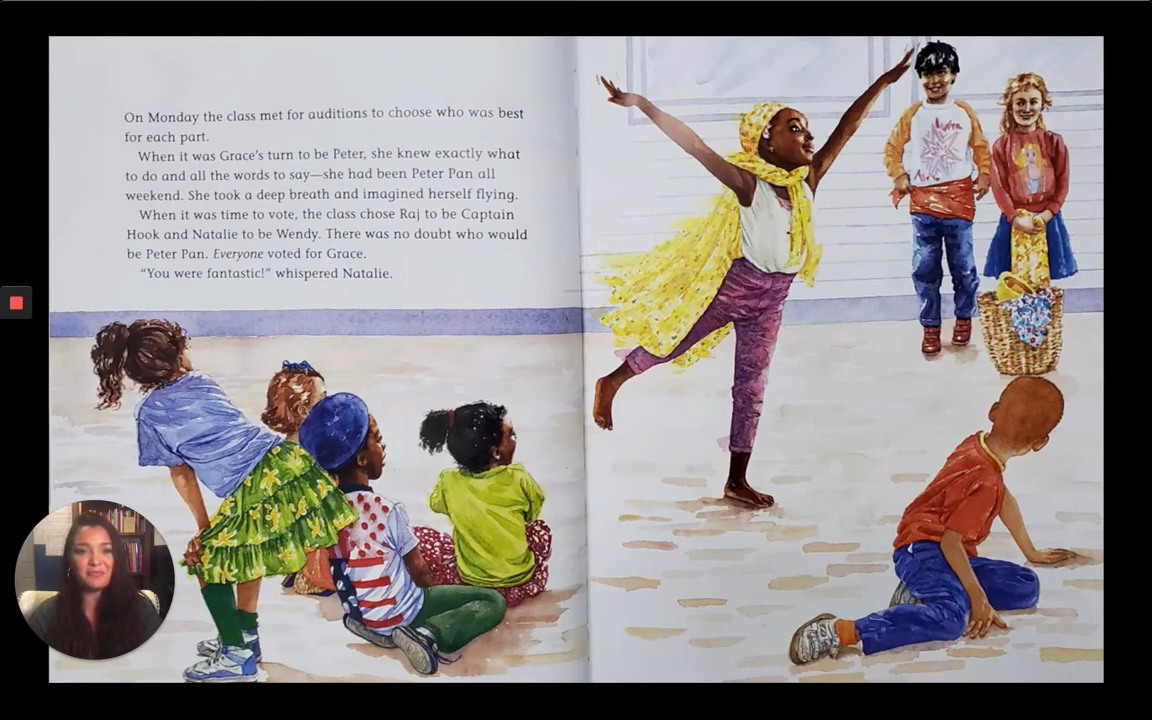 On Monday the class met for auditions to choose who was best
for each part.
When it was Grace's turn to be Peter, she knew exactly what
to do and all the words to say—she had been Peter Pan all
weekend. She took a deep breath and imagined herself flying.
When it was time to vote, the class chose Raj to be Captain
Hook and Natalie to be Wendy. There was no doubt who would
be Peter Pan. Everyone voted for Grace.
"You were fantastic!" whispered Natalie.